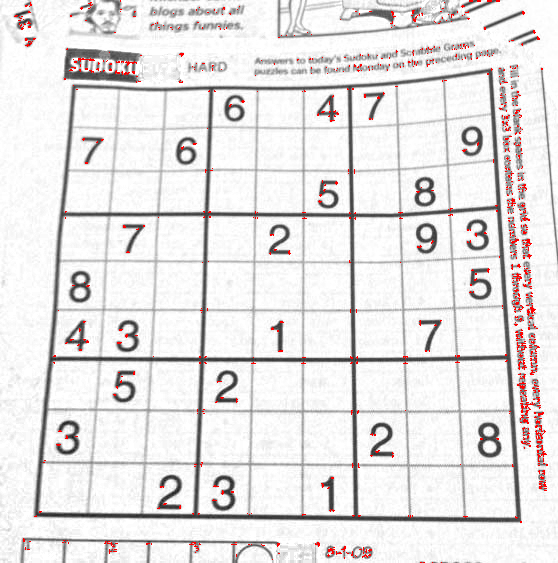 blogs about all
things funnies.
SUDOKU
HARD
Answers to today's Sudoku and Scrabble Grams
puzzles can be found Monday on the preceding page.
6 4 7
7 6 9
5 8
7 2 9 3
8 5
4 3 1 7
5 2
3 2 8
2 3 1
Fill in the blank spaces in the grid so that every vertical column, every horizontal row
and every 3x3 box contains the numbers 1 through 9, without repeating any.
5-1-09